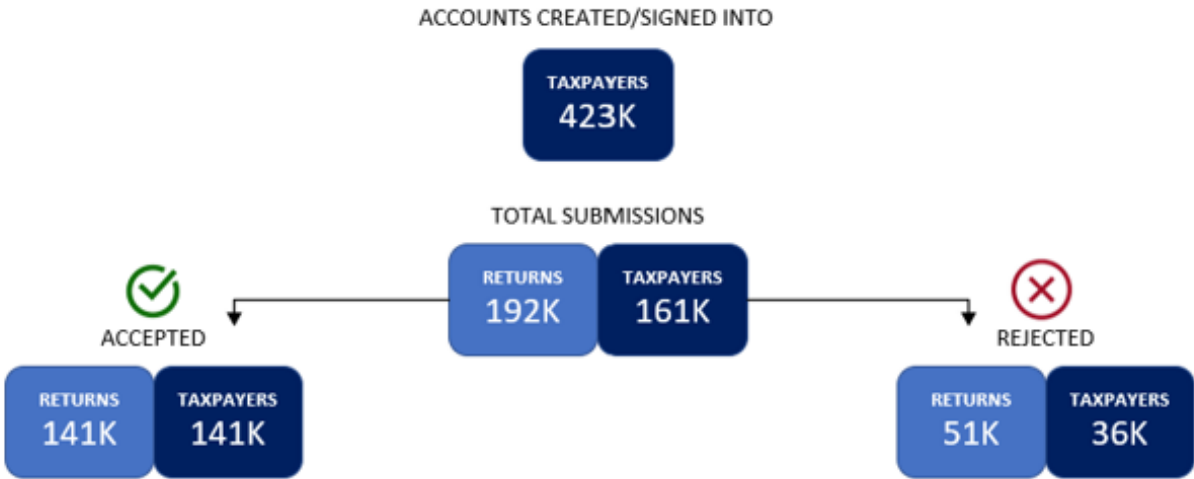 ACCOUNTS CREATED/SIGNED INTO
TAXPAYERS
423K
TOTAL SUBMISSIONS
RETURNS TAXPAYERS
192K 161K
ACCEPTED
RETURNS TAXPAYERS
141K 141K
REJECTED
RETURNS TAXPAYERS
51K 36K